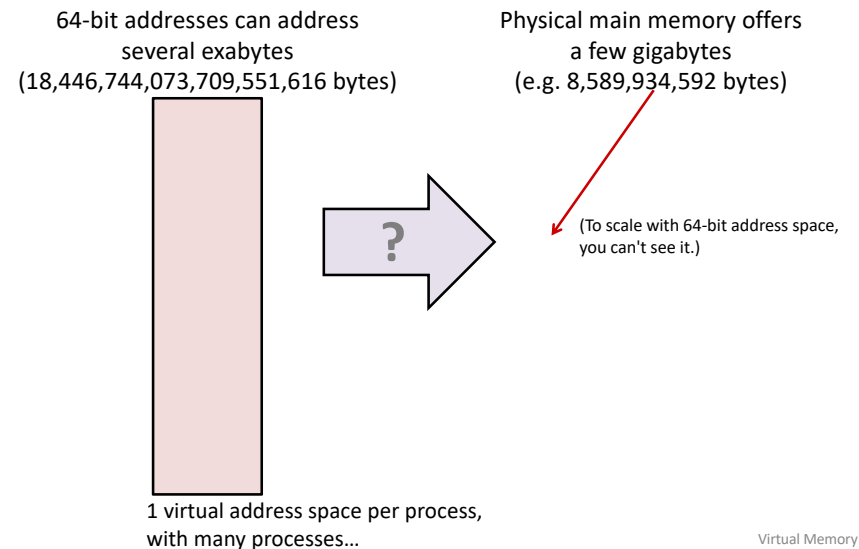 64-bit addresses can address
several exabytes
(18,446,744,073,709,551,616 bytes)
Physical main memory offers
a few gigabytes
(e.g. 8,589,934,592 bytes)
?
(To scale with 64-bit address space,
you can't see it.)
1 virtual address space per process,
with many processes…
Virtual Memory